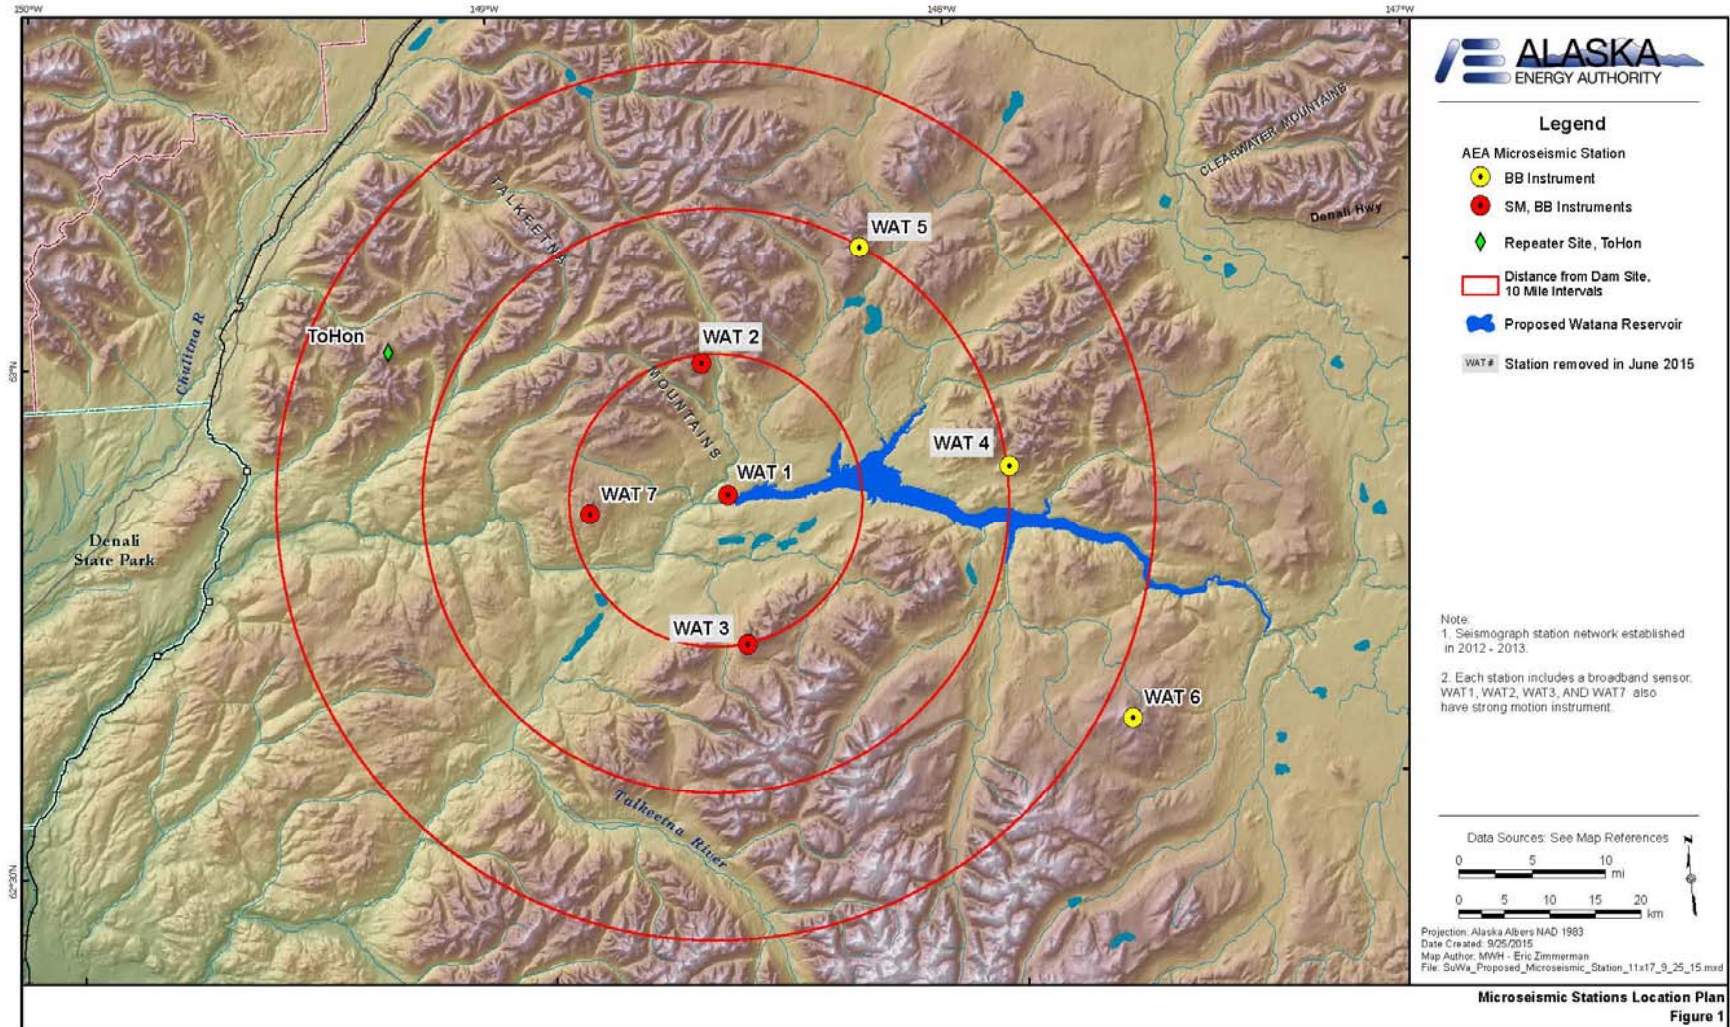 150°W
149°W
148°W
147°W
63°N
62°30'N
TALKEETNA
MOUNTAINS
CLEARWATER MOUNTAINS
Denali Hwy
Chulitna R
ToHon
WAT 5
WAT 2
WAT 4
WAT 1
WAT 7
Denali
State Park
WAT 3
WAT 6
Talkeetna River
ALASKA
ENERGY AUTHORITY
Legend
AEA Microseismic Station
BB Instrument
SM, BB Instruments
Repeater Site, ToHon
Distance from Dam Site,
10 Mile Intervals
Proposed Watana Reservoir
WAT # Station removed in June 2015
Note:
1. Seismograph station network established
in 2012 - 2013.
2. Each station includes a broadband sensor.
WAT1, WAT2, WAT3, AND WAT7 also
have strong motion instrument.
Data Sources: See Map References
N
0 5 10
mi
0 5 10 15 20
km
Projection: Alaska Albers NAD 1983
Date Created: 9/25/2015
Map Author: MWH - Eric Zimmerman
File: SuWa_Proposed_Microseismic_Station_11x17_9_25_15.mxd
Microseismic Stations Location Plan
Figure 1